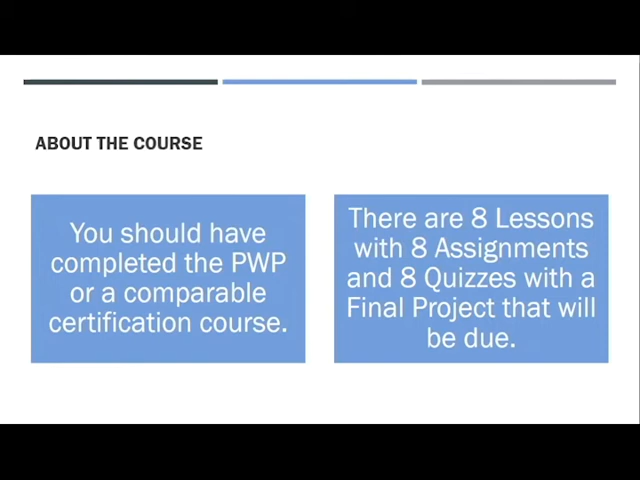 ABOUT THE COURSE
You should have
completed the PWP
or a comparable
certification course.
There are 8 Lessons
with 8 Assignments
and 8 Quizzes with a
Final Project that will
be due.